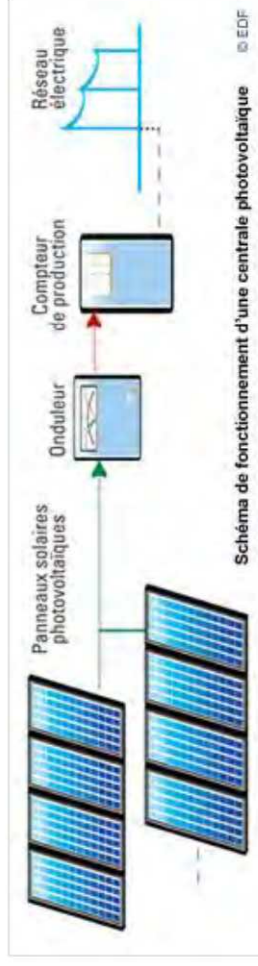 Panneaux solaires
photovoltaïques
Onduleur
Compteur
de production
Réseau
électrique
Schéma de fonctionnement d'une centrale photovoltaïque
© EDF